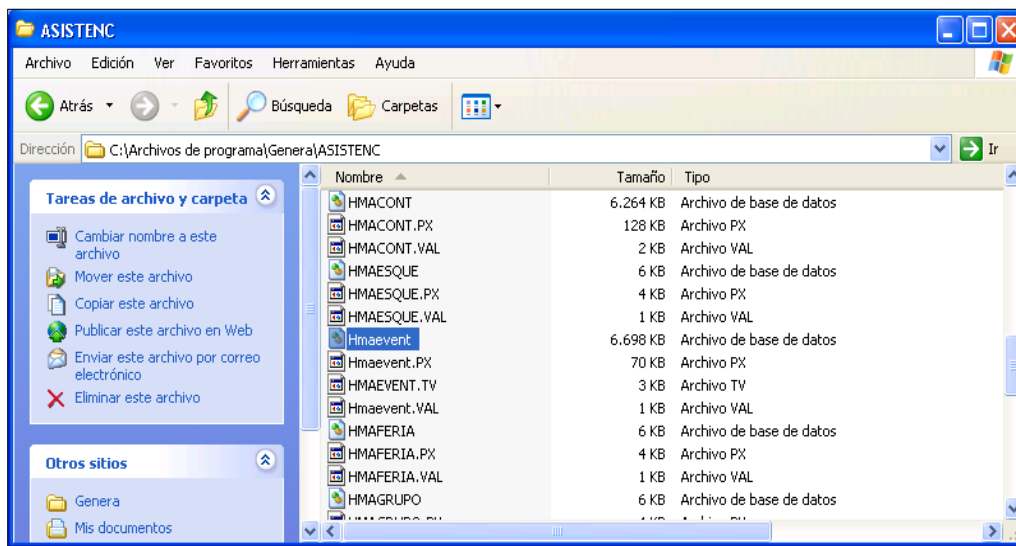 ASISTENC
Archivo Edición Ver Favoritos Herramientas Ayuda
Atrás Búsqueda Carpetas
Dirección C:\Archivos de programa\Genera\ASISTENC Ir
Tareas de archivo y carpeta
Cambiar nombre a este
archivo
Mover este archivo
Copiar este archivo
Publicar este archivo en Web
Enviar este archivo por correo
electrónico
Eliminar este archivo
Otros sitios
Genera
Mis documentos
Nombre Tamaño Tipo
HMACONT 6.264 KB Archivo de base de datos
HMACONT.PX 128 KB Archivo PX
HMACONT.VAL 2 KB Archivo VAL
HMAESQUE 6 KB Archivo de base de datos
HMAESQUE.PX 4 KB Archivo PX
HMAESQUE.VAL 1 KB Archivo VAL
Hmaevent 6.698 KB Archivo de base de datos
Hmaevent.PX 70 KB Archivo PX
HMAEVENT.TV 3 KB Archivo TV
Hmaevent.VAL 1 KB Archivo VAL
HMAFERIA 6 KB Archivo de base de datos
HMAFERIA.PX 4 KB Archivo PX
HMAFERIA.VAL 1 KB Archivo VAL
HMAGRUPO 6 KB Archivo de base de datos